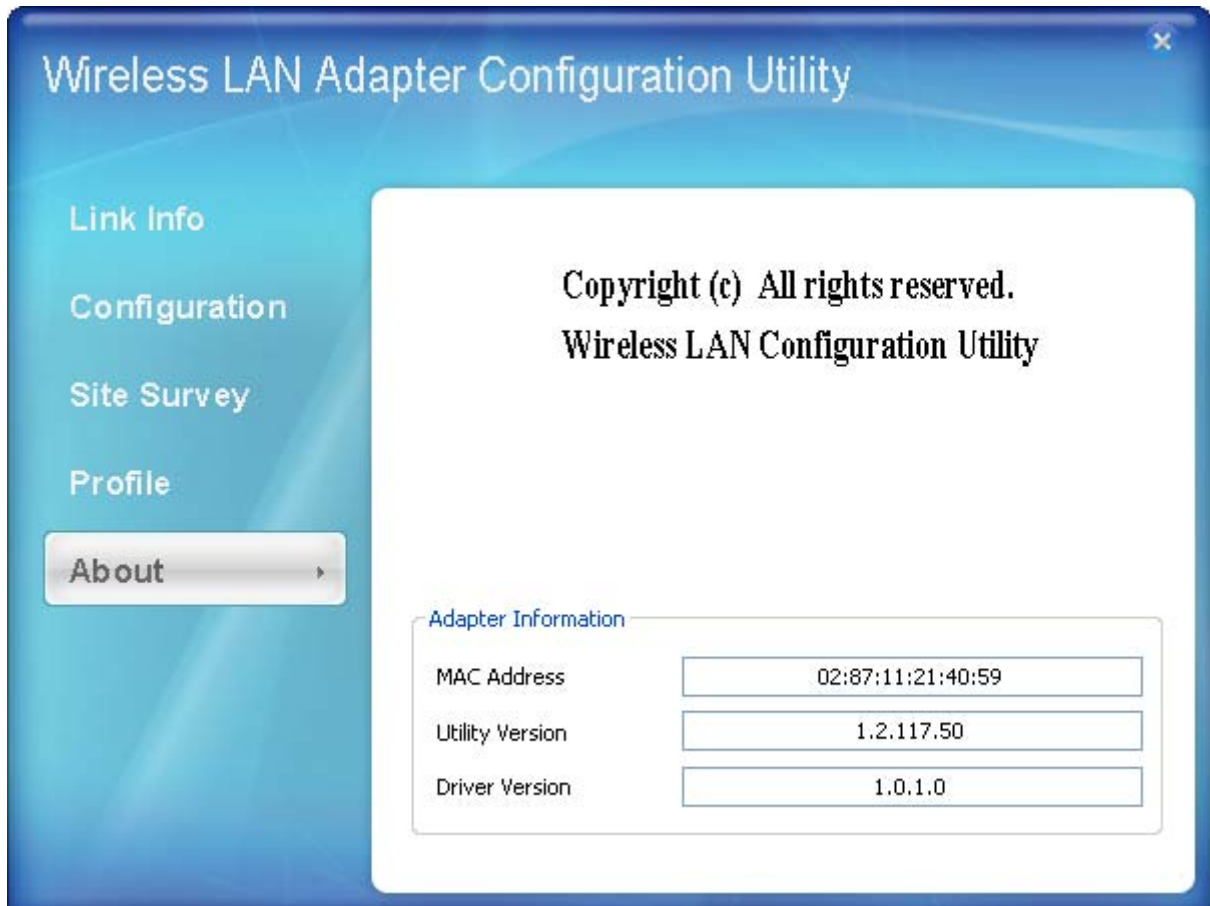 Wireless LAN Adapter Configuration Utility
Link Info
Configuration
Site Survey
Profile
About
Copyright (c) All rights reserved.
Wireless LAN Configuration Utility
Adapter Information
MAC Address 02:87:11:21:40:59
Utility Version 1.2.117.50
Driver Version 1.0.1.0